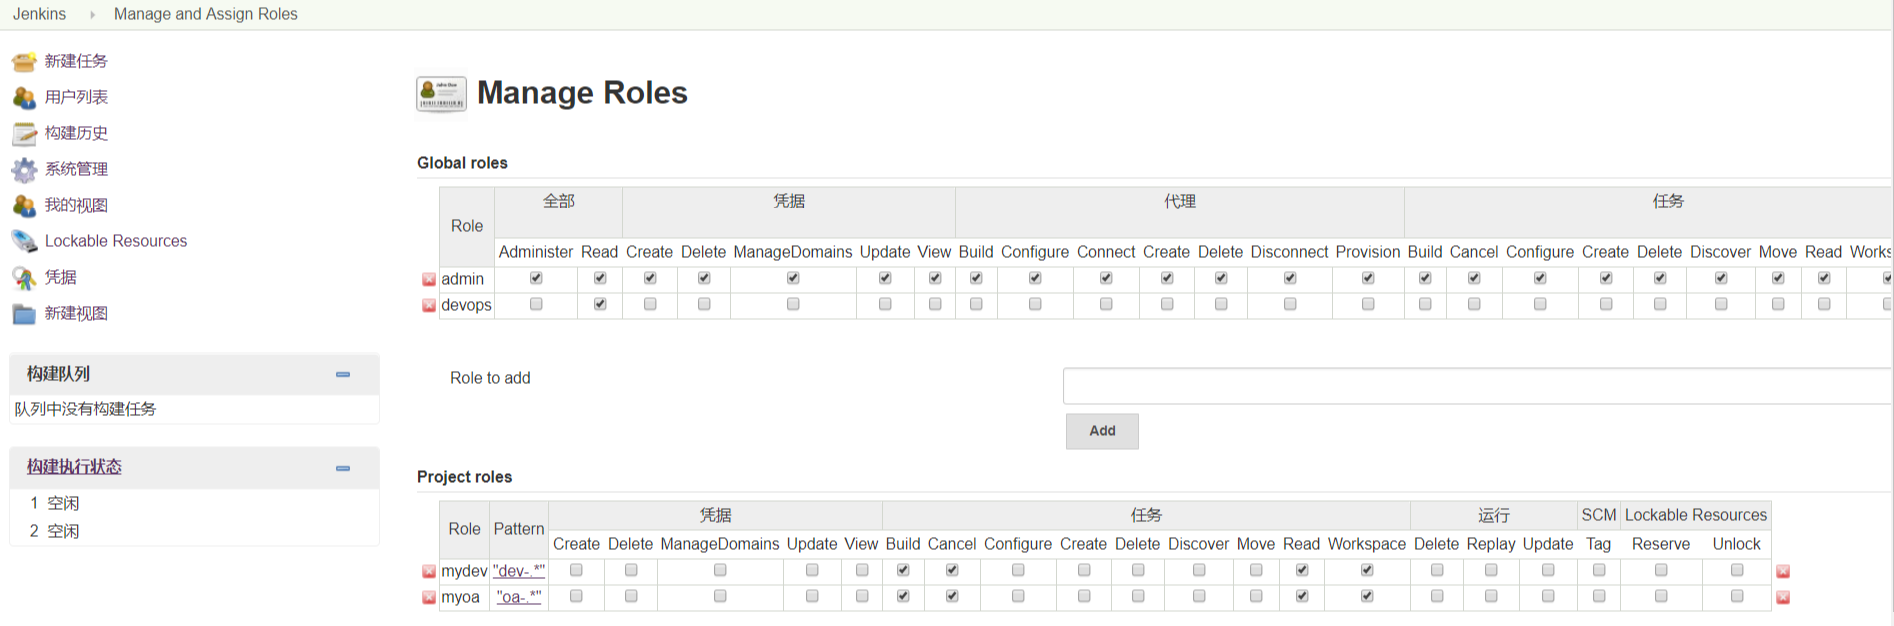 Jenkins Manage and Assign Roles
新建任务
用户列表
构建历史
系统管理
我的视图
Lockable Resources
凭据
新建视图
构建队列
队列中没有构建任务
构建执行状态
1 空闲
2 空闲
Manage Roles
Global roles
Role 全部 凭据 代理 任务
Administer Read Create Delete ManageDomains Update View Build Configure Connect Create Delete Disconnect Provision Build Cancel Configure Create Delete Discover Move Read Works
admin
devops
Role to add
Add
Project roles
Role Pattern 凭据 任务 运行 SCM Lockable Resources
Create Delete ManageDomains Update View Build Cancel Configure Create Delete Discover Move Read Workspace Delete Replay Update Tag Reserve Unlock
mydev "dev-.*"
myoa "oa-.*"